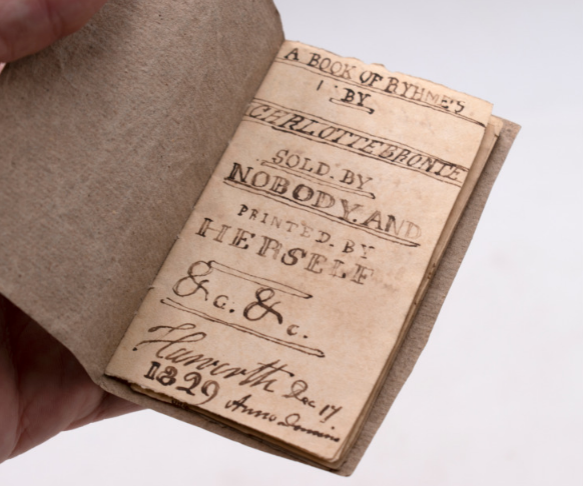 A BOOK OF RYHMES
BY
CHARLOTTE BRONTE
SOLD. BY
NOBODY. AND
PRINTED. BY
HERSELF
&c. &c.
Haworth Dec 17.
1829 Anno Domini